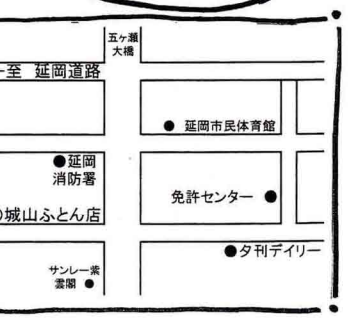 五ヶ瀬
大橋
至 延岡道路
延岡市民体育館
延岡
消防署
免許センター
城山ふとん店
夕刊デイリー
サンレー紫
雲閣